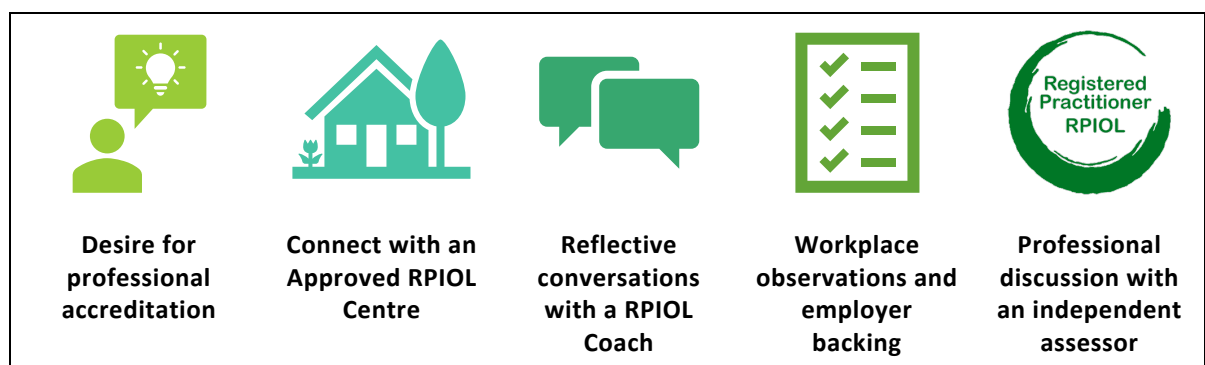 Registered
Practitioner
RPIOL
Desire for
professional
accreditation
Connect with an
Approved RPIOL
Centre
Reflective
conversations
with a RPIOL
Coach
Workplace
observations and
employer
backing
Professional
discussion with
an independent
assessor